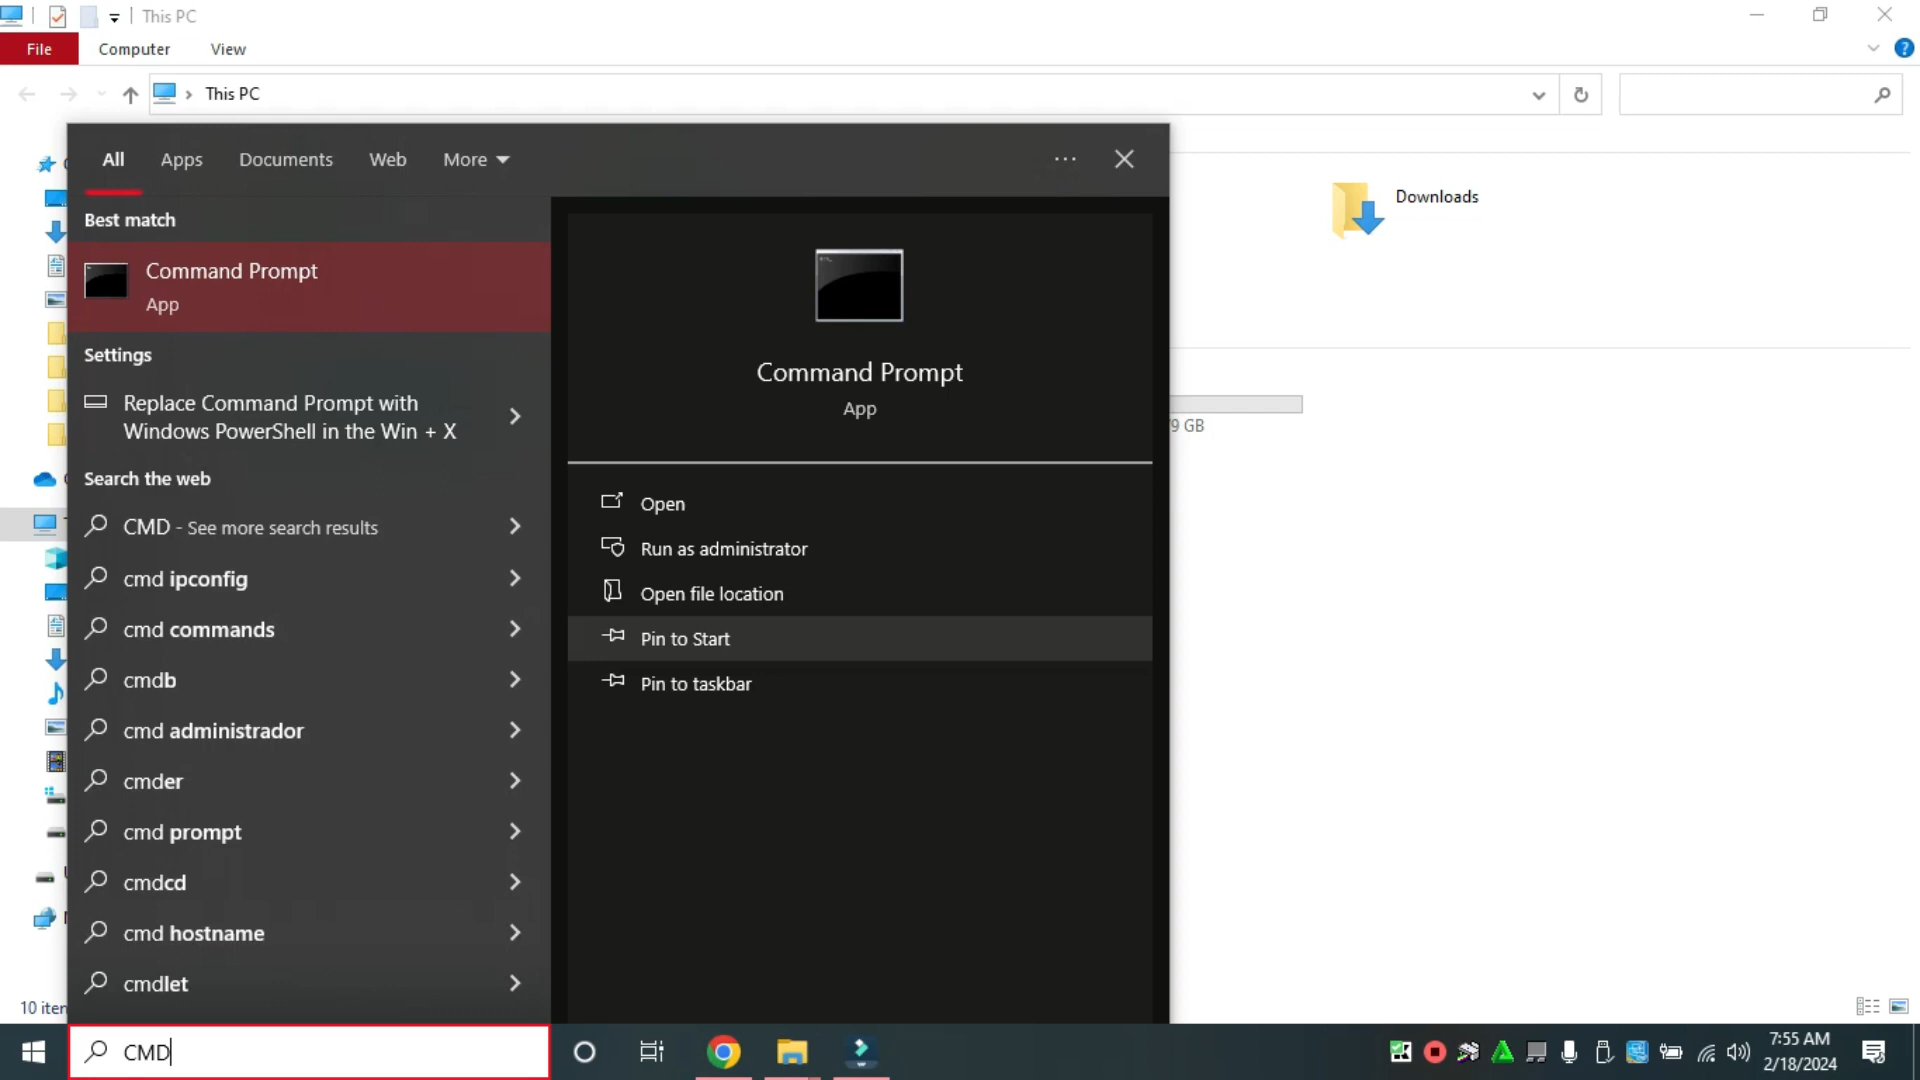 This PC
File Computer View
This PC
All Apps Documents Web More
Best match
Command Prompt
App
Settings
Replace Command Prompt with
Windows PowerShell in the Win + X
Search the web
CMD - See more search results
cmd ipconfig
cmd commands
cmdb
cmd administrador
cmder
cmd prompt
cmdcd
cmd hostname
cmdlet
Command Prompt
App
Open
Run as administrator
Open file location
Pin to Start
Pin to taskbar
Downloads
9 GB
10 item
CMD
7:55 AM
2/18/2024